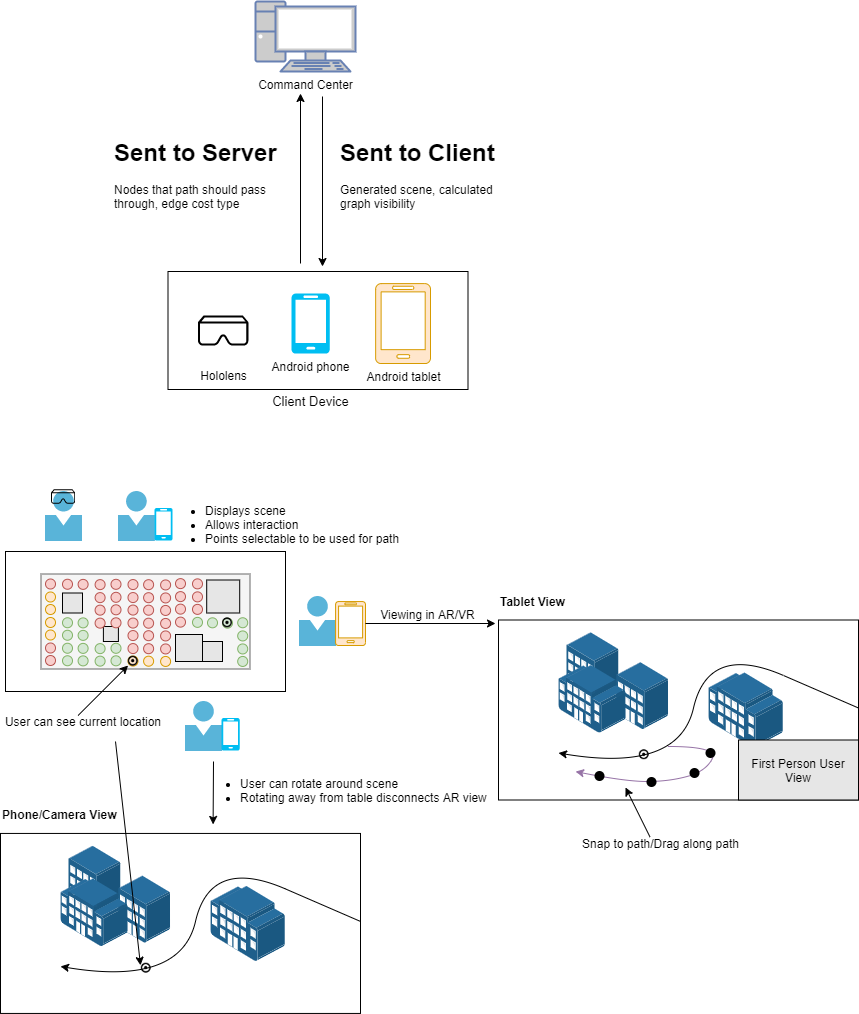 Command Center
Sent to Server
Sent to Client
Nodes that path should pass
through, edge cost type
Generated scene, calculated
graph visibility
Hololens
Android phone
Android tablet
Client Device
Displays scene
Allows interaction
Points selectable to be used for path
Viewing in AR/VR
Tablet View
User can see current location
First Person User
View
User can rotate around scene
Rotating away from table disconnects AR view
Phone/Camera View
Snap to path/Drag along path